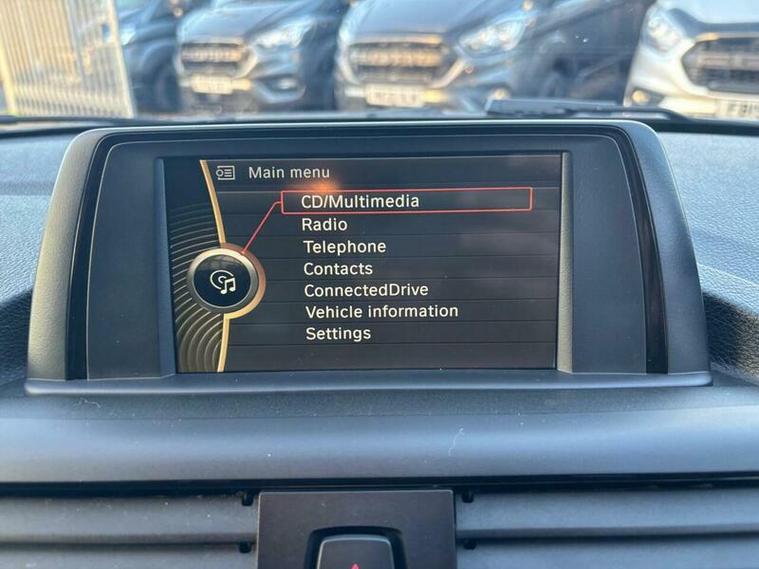 Main menu
CD/Multimedia
Radio
Telephone
Contacts
ConnectedDrive
Vehicle information
Settings